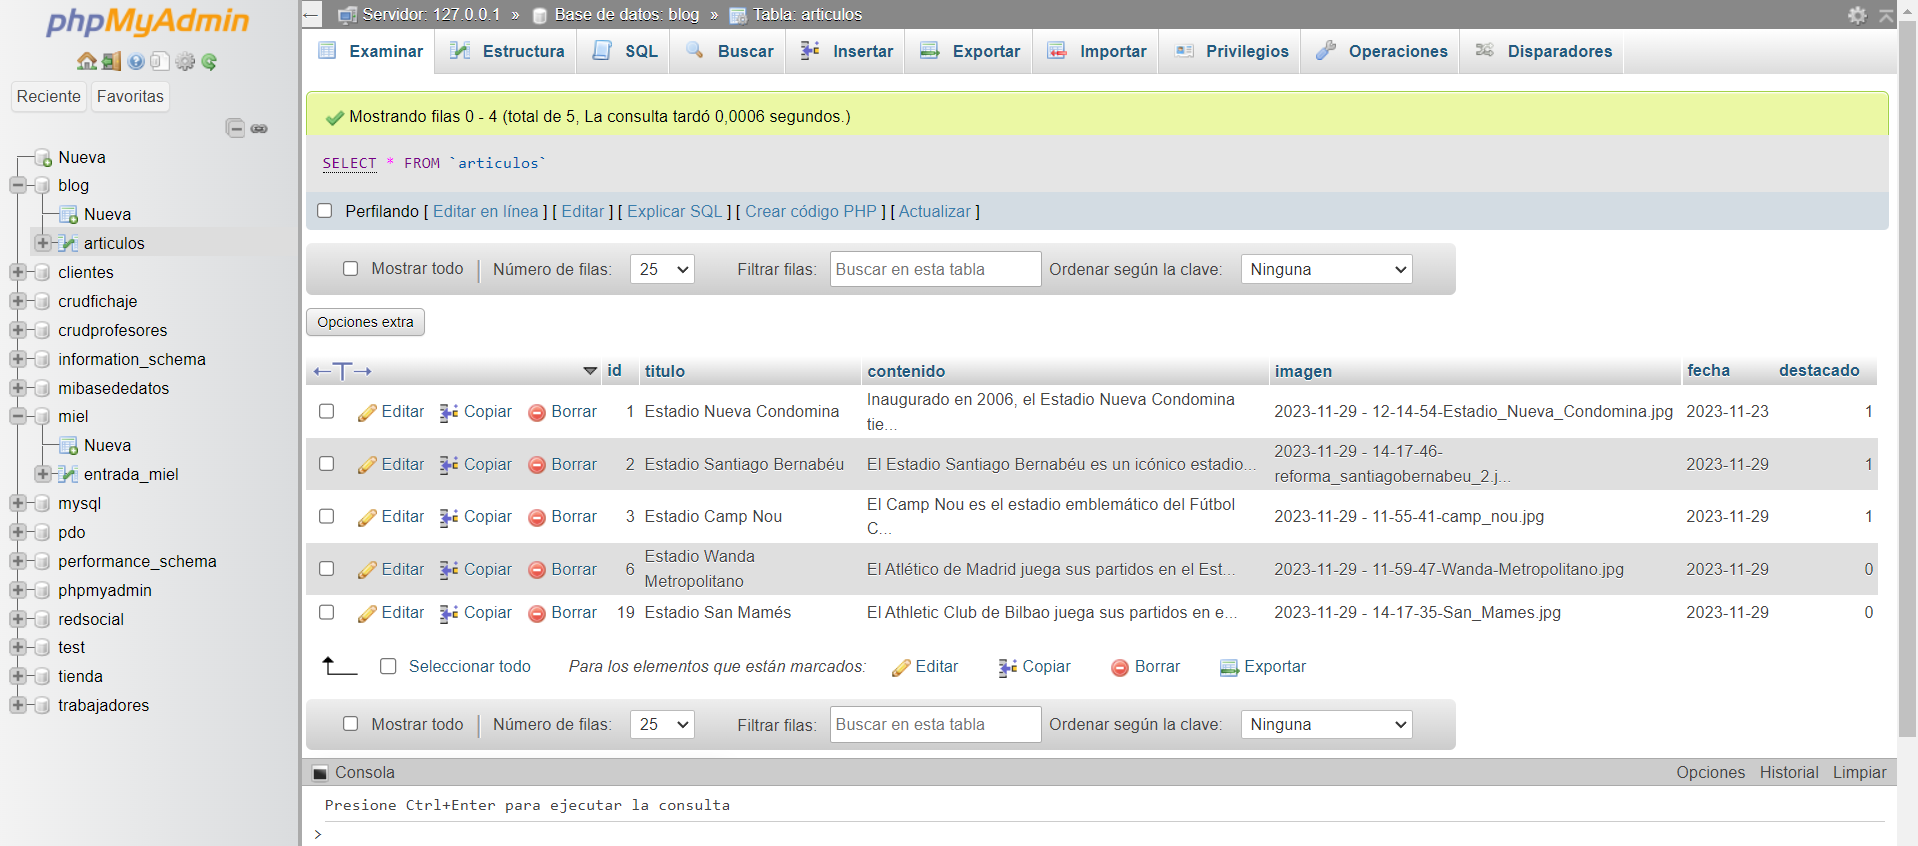 phpMyAdmin
Reciente Favoritas
Nueva
blog
Nueva
articulos
clientes
crudfichaje
crudprofesores
information_schema
mibasededatos
miel
Nueva
entrada_miel
mysql
pdo
performance_schema
phpmyadmin
redsocial
test
tienda
trabajadores
Servidor: 127.0.0.1 » Base de datos: blog » Tabla: articulos
Examinar Estructura SQL Buscar Insertar Exportar Importar Privilegios Operaciones Disparadores
Mostrando filas 0 - 4 (total de 5, La consulta tardó 0,0006 segundos.)
SELECT * FROM `articulos`
Perfilando [ Editar en línea ] [ Editar ] [ Explicar SQL ] [ Crear código PHP ] [ Actualizar ]
Mostrar todo Número de filas: 25 Filtrar filas: Buscar en esta tabla Ordenar según la clave: Ninguna
Opciones extra
←T→ id titulo contenido imagen fecha destacado
Editar Copiar Borrar 1 Estadio Nueva Condomina Inaugurado en 2006, el Estadio Nueva Condomina 2023-11-29 - 12-14-54-Estadio_Nueva_Condomina.jpg 2023-11-23 1
tie...
Editar Copiar Borrar 2 Estadio Santiago Bernabéu El Estadio Santiago Bernabéu es un icónico estadio... 2023-11-29 - 14-17-46- 2023-11-29 1
reforma_santiagobernabeu_2.j...
Editar Copiar Borrar 3 Estadio Camp Nou El Camp Nou es el estadio emblemático del Fútbol 2023-11-29 - 11-55-41-camp_nou.jpg 2023-11-29 1
C...
Editar Copiar Borrar 6 Estadio Wanda El Atlético de Madrid juega sus partidos en el Est... 2023-11-29 - 11-59-47-Wanda-Metropolitano.jpg 2023-11-29 0
Metropolitano
Editar Copiar Borrar 19 Estadio San Mamés El Athletic Club de Bilbao juega sus partidos en e... 2023-11-29 - 14-17-35-San_Mames.jpg 2023-11-29 0
Seleccionar todo Para los elementos que están marcados: Editar Copiar Borrar Exportar
Mostrar todo Número de filas: 25 Filtrar filas: Buscar en esta tabla Ordenar según la clave: Ninguna
Consola Opciones Historial Limpiar
Presione Ctrl+Enter para ejecutar la consulta
>